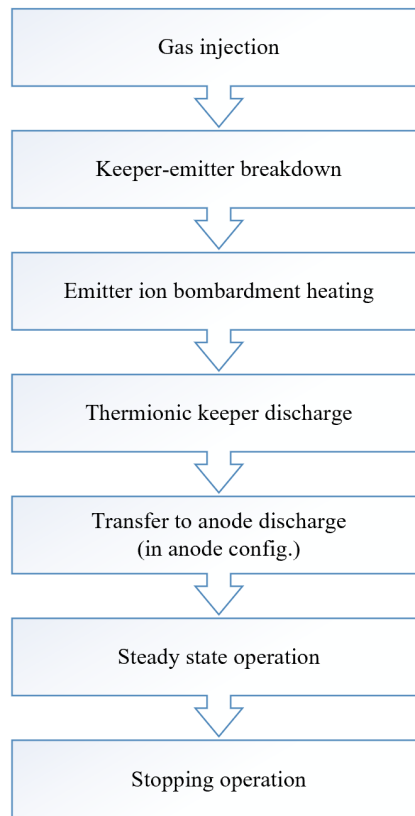 Gas injection
Keeper-emitter breakdown
Emitter ion bombardment heating
Thermionic keeper discharge
Transfer to anode discharge
(in anode config.)
Steady state operation
Stopping operation